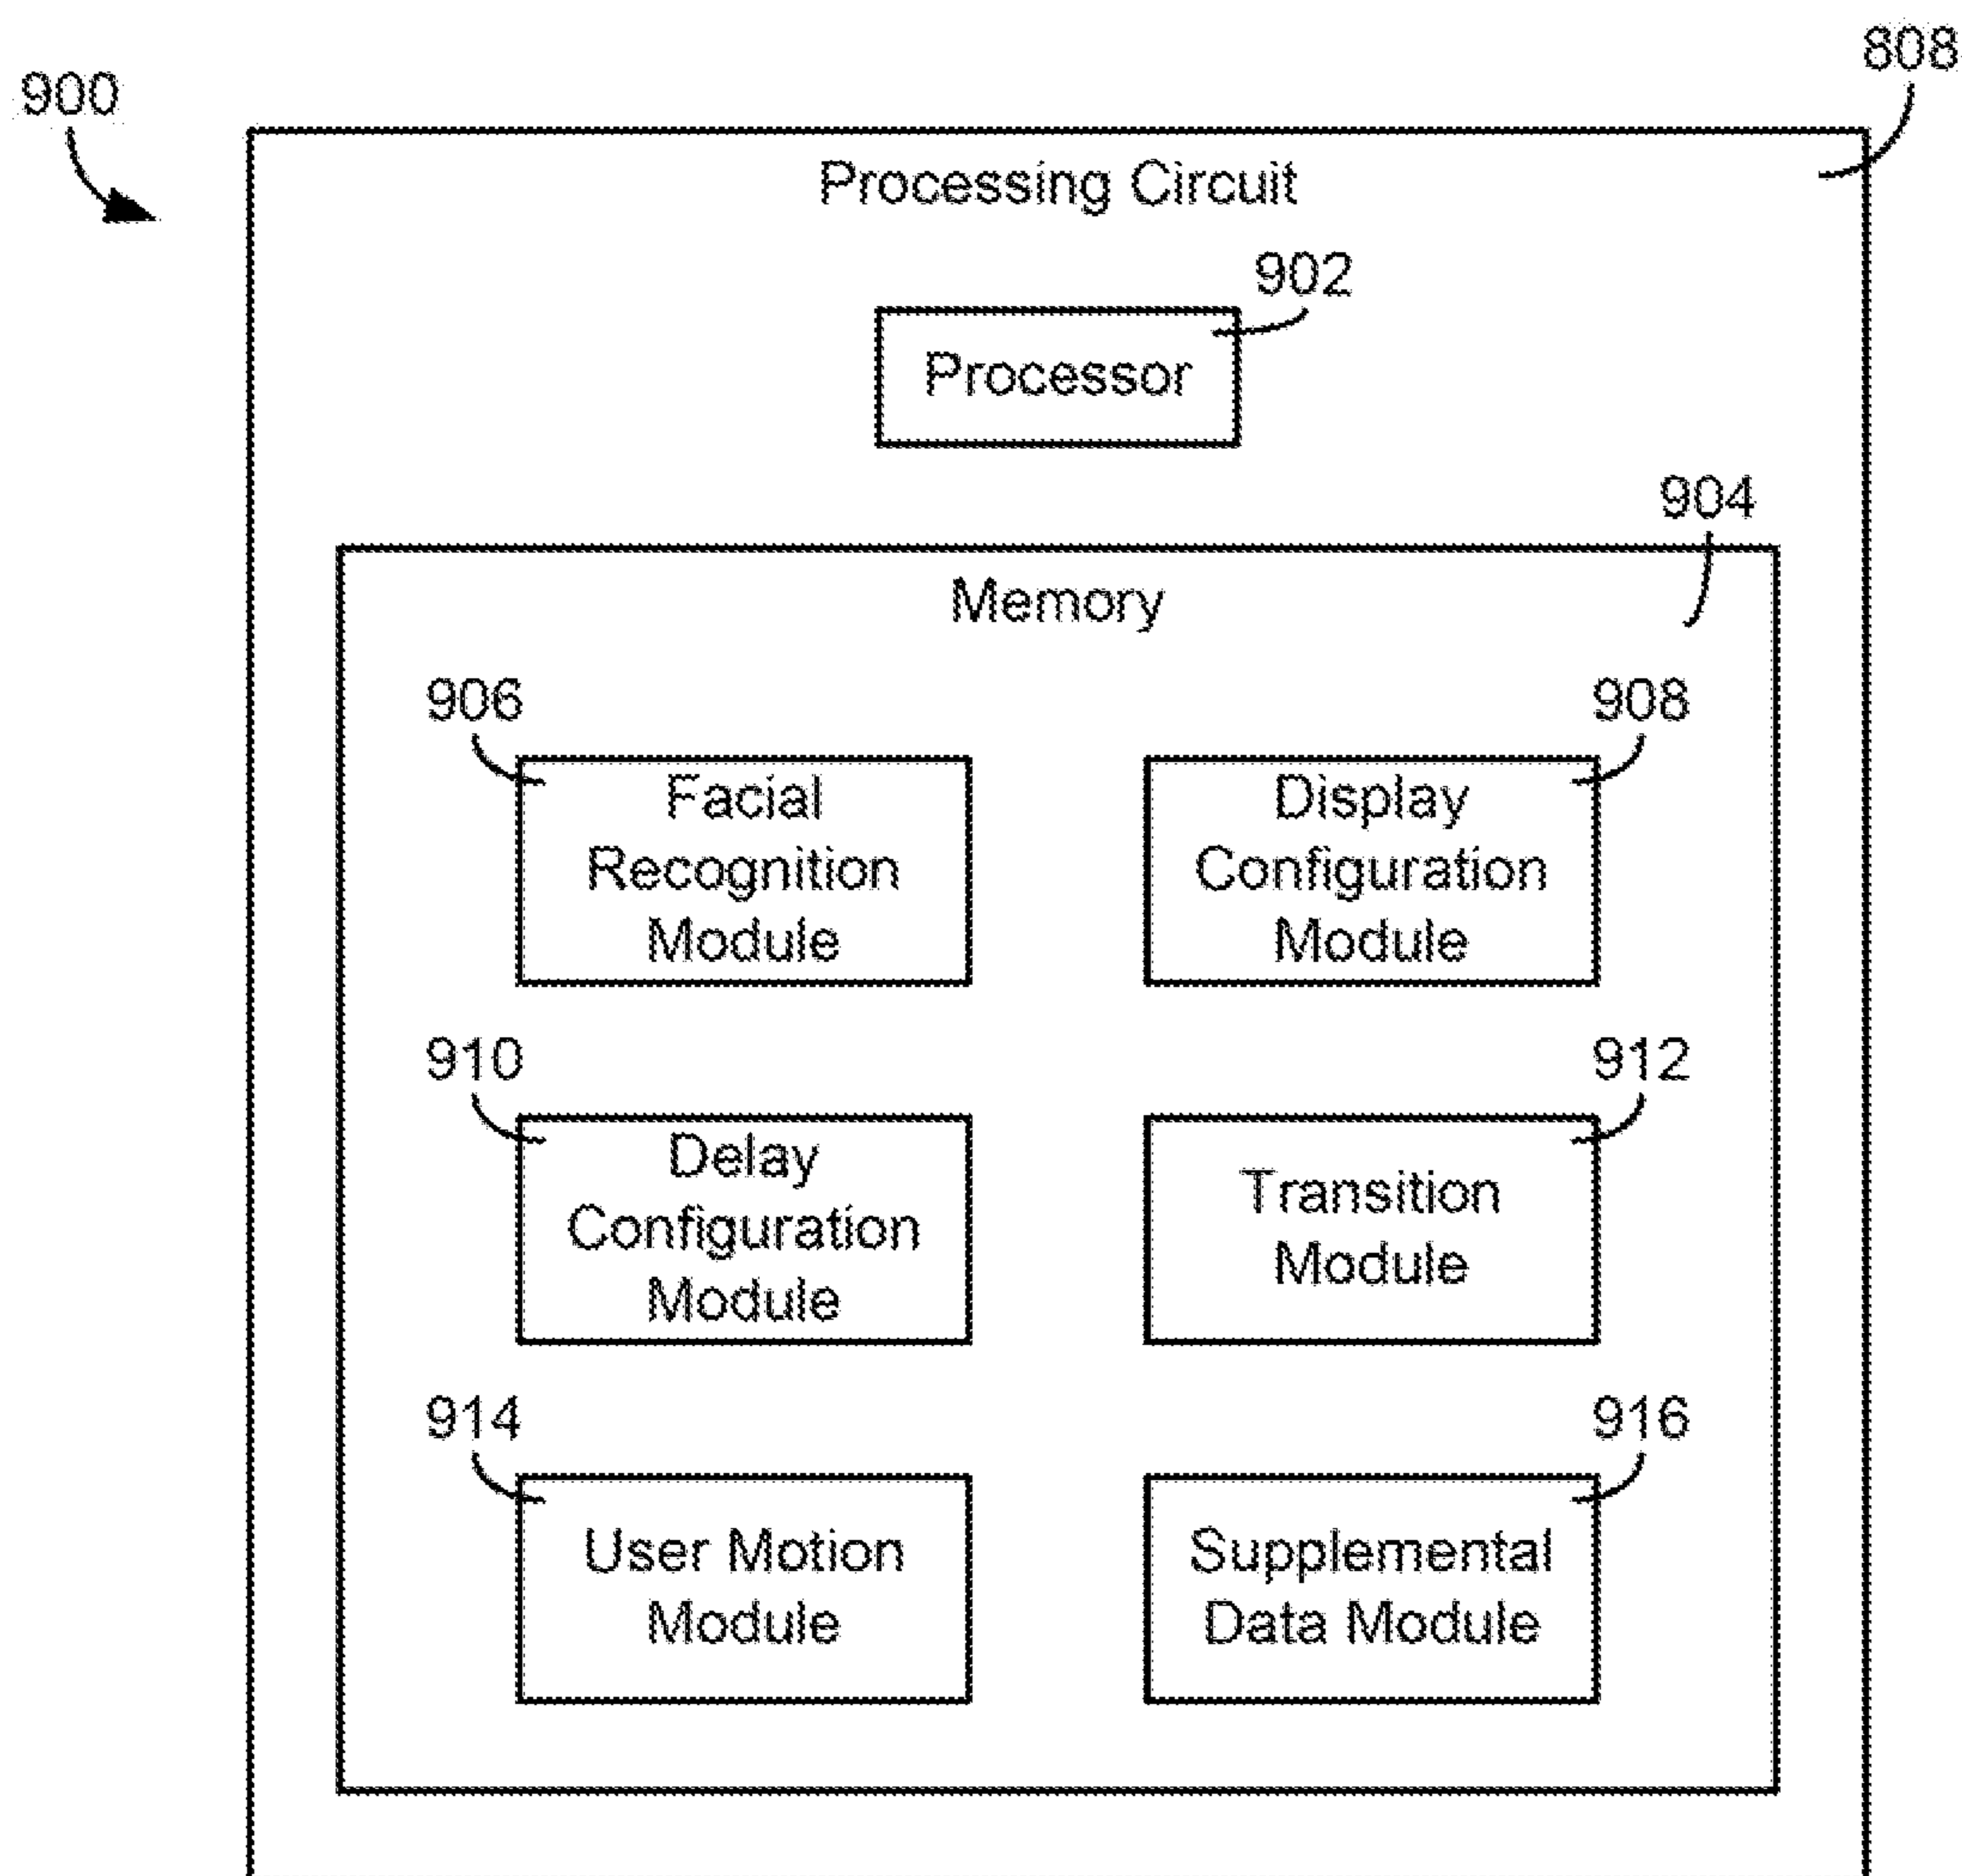 900
808
Processing Circuit
902
Processor
904
Memory
906
Facial
Recognition
Module
908
Display
Configuration
Module
910
Delay
Configuration
Module
912
Transition
Module
914
User Motion
Module
916
Supplemental
Data Module